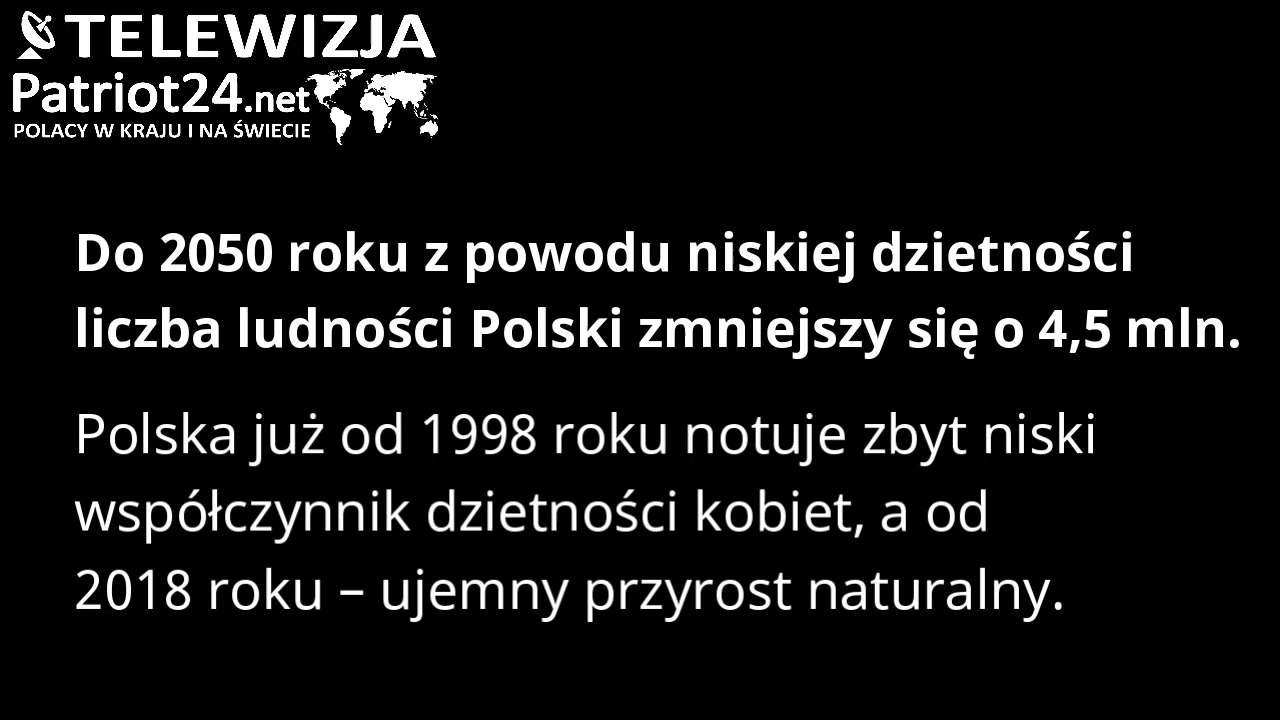 TELEWIZJA
Patriot24.net
POLACY W KRAJU I NA ŚWIECIE
Do 2050 roku z powodu niskiej dzietności
liczba ludności Polski zmniejszy się o 4,5 mln.
Polska już od 1998 roku notuje zbyt niski
współczynnik dzietności kobiet, a od
2018 roku – ujemny przyrost naturalny.